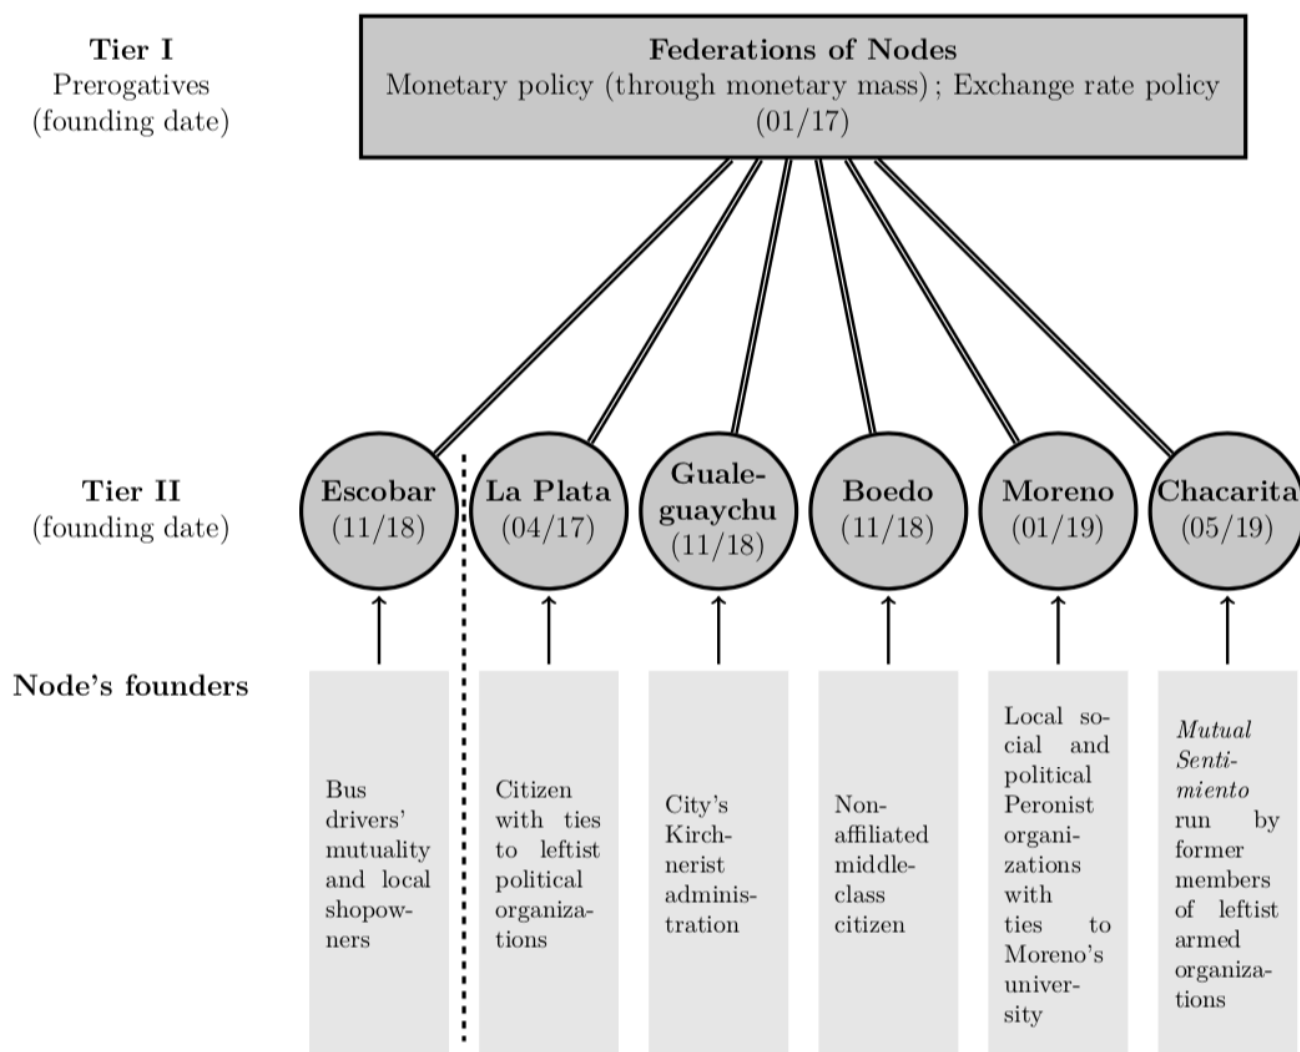 Tier I
Prerogatives
(founding date)
Federations of Nodes
Monetary policy (through monetary mass) ; Exchange rate policy
(01/17)
Tier II
(founding date)
Escobar
(11/18)
La Plata
(04/17)
Guale-
guaychu
(11/18)
Boedo
(11/18)
Moreno
(01/19)
Chacarita
(05/19)
Node's founders
Bus
drivers'
mutuality
and local
shopow-
ners
Citizen
with ties
to leftist
political
organiza-
tions
City's
Kirch-
nerist
adminis-
tration
Non-
affiliated
middle-
class
citizen
Local so-
cial and
political
Peronist
organi-
zations
with
ties to
Moreno's
univer-
sity
Mutual
Senti-
miento
run by
former
members
of leftist
armed
organiza-
tions